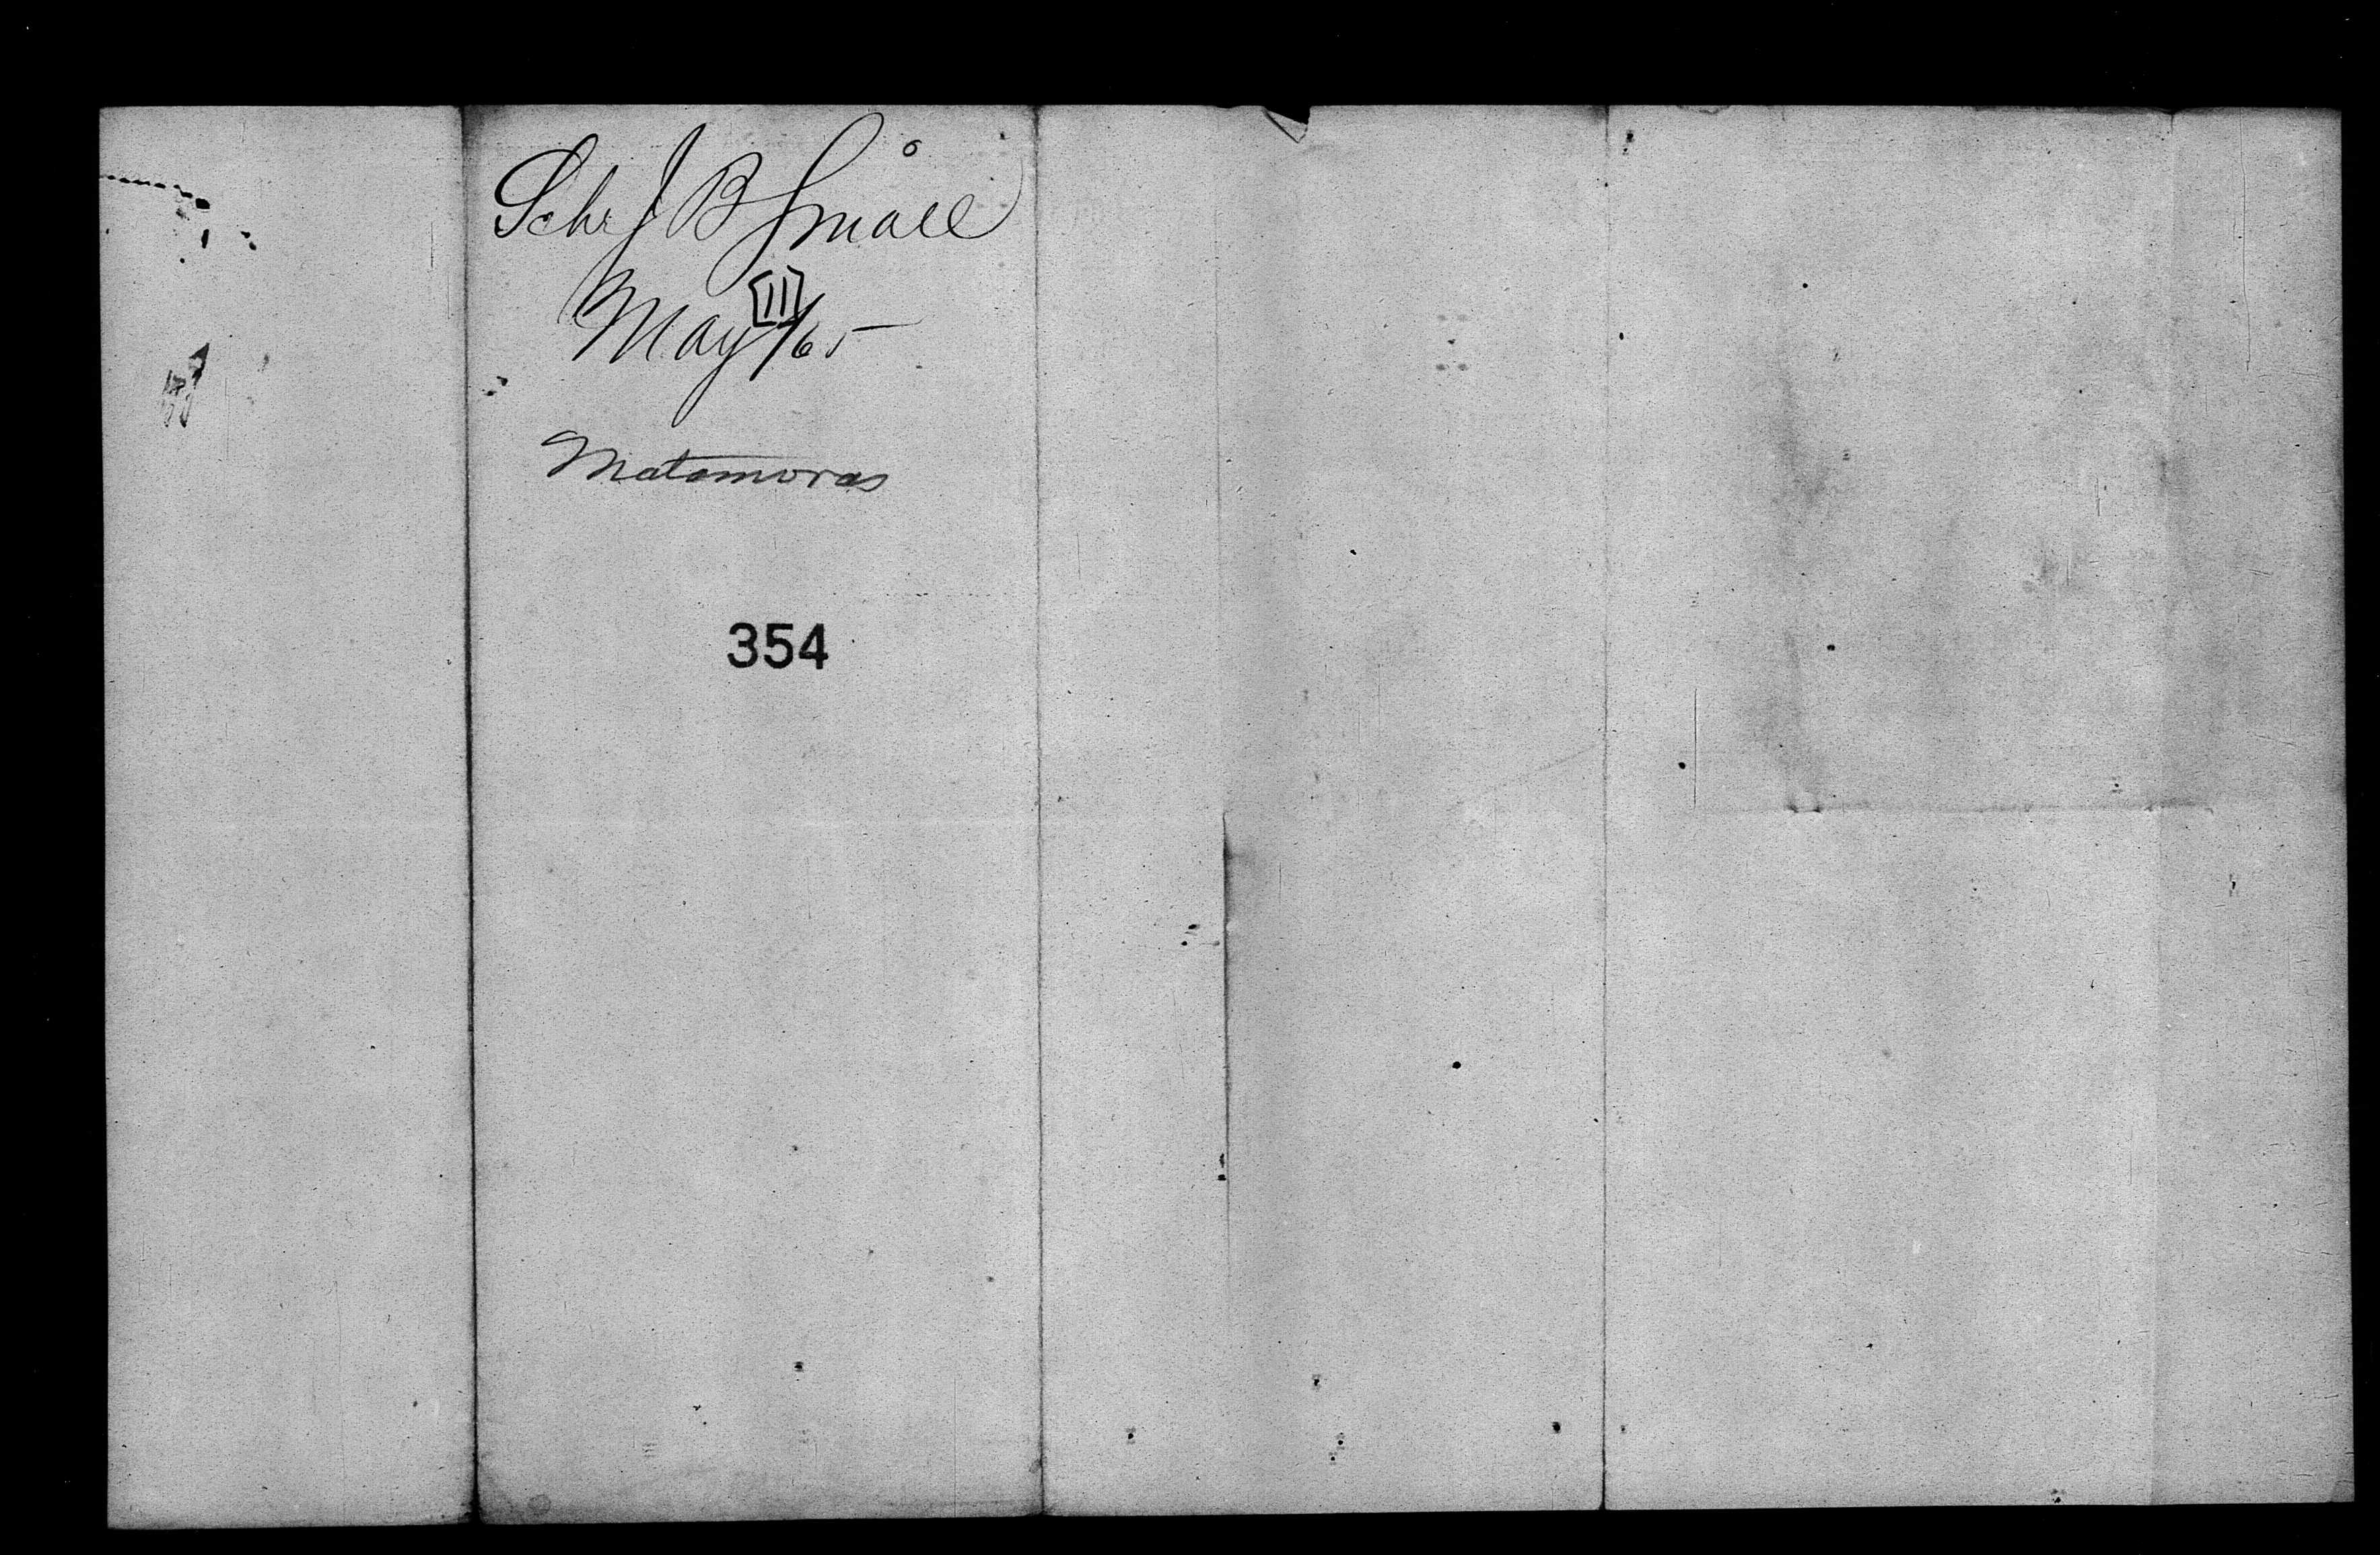 Schr J B Small
May [11]/65
Matamoras
354